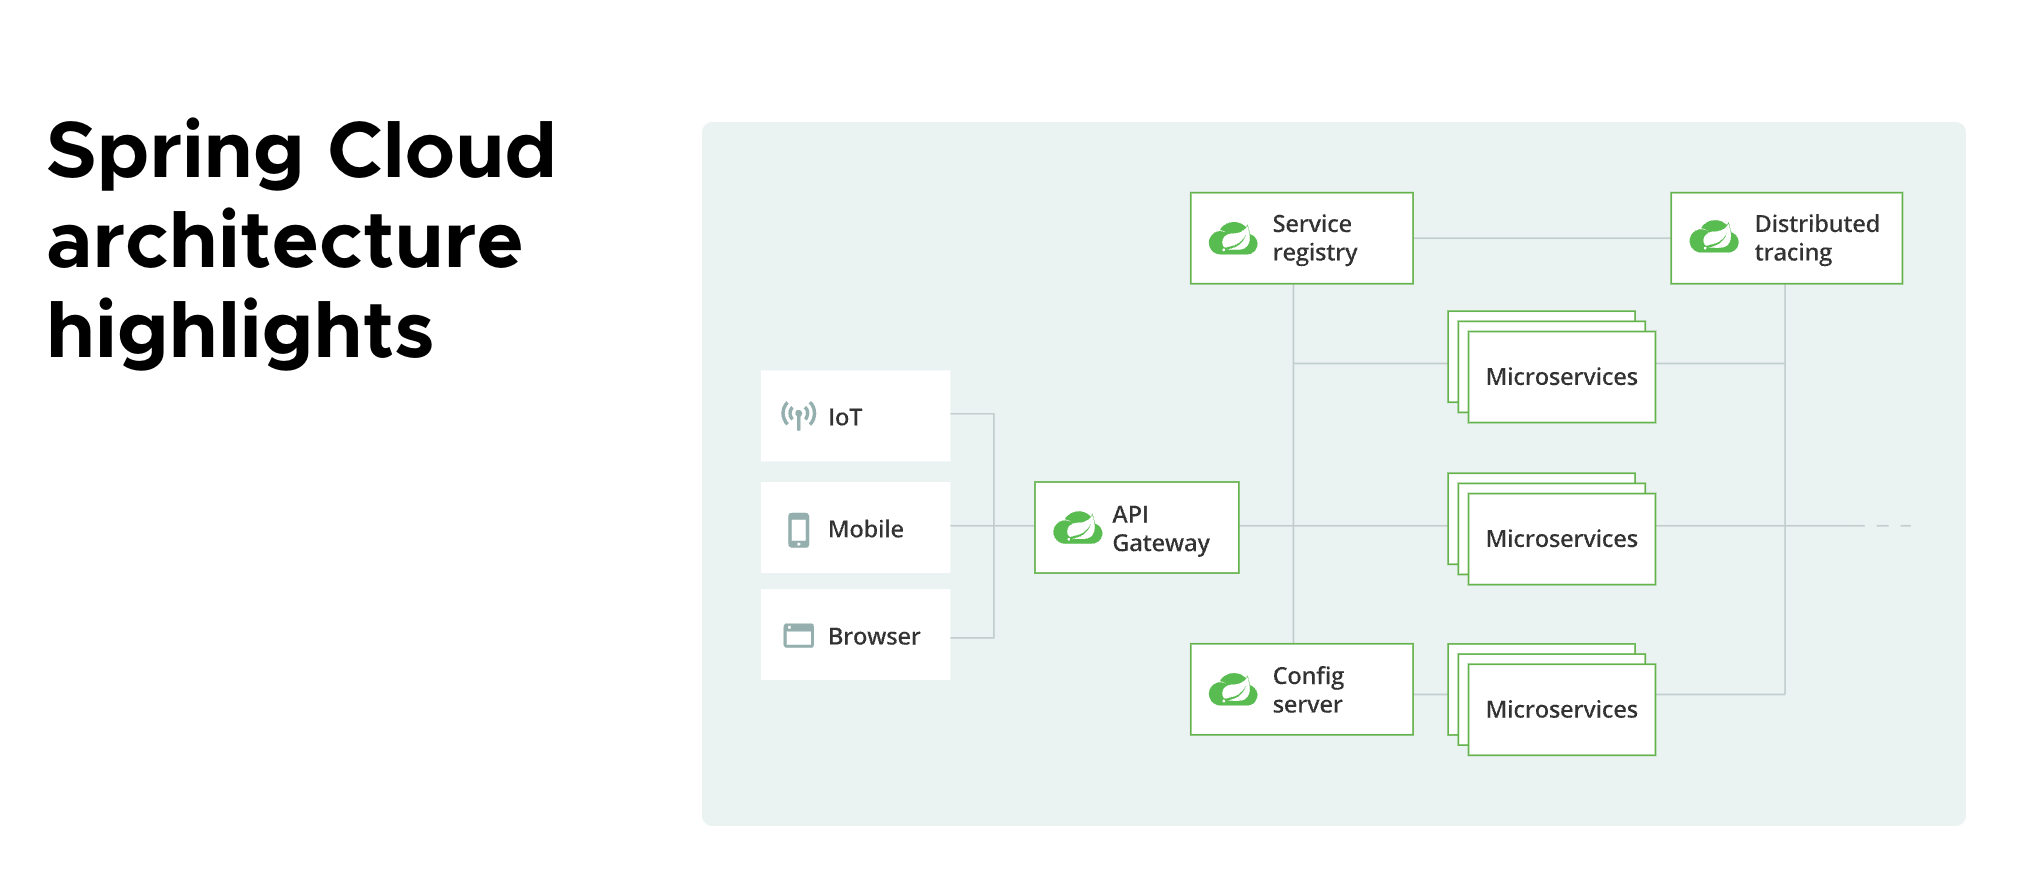 Spring Cloud
architecture
highlights
Service
registry
Distributed
tracing
Microservices
IoT
Mobile
Browser
API
Gateway
Microservices
Config
server
Microservices